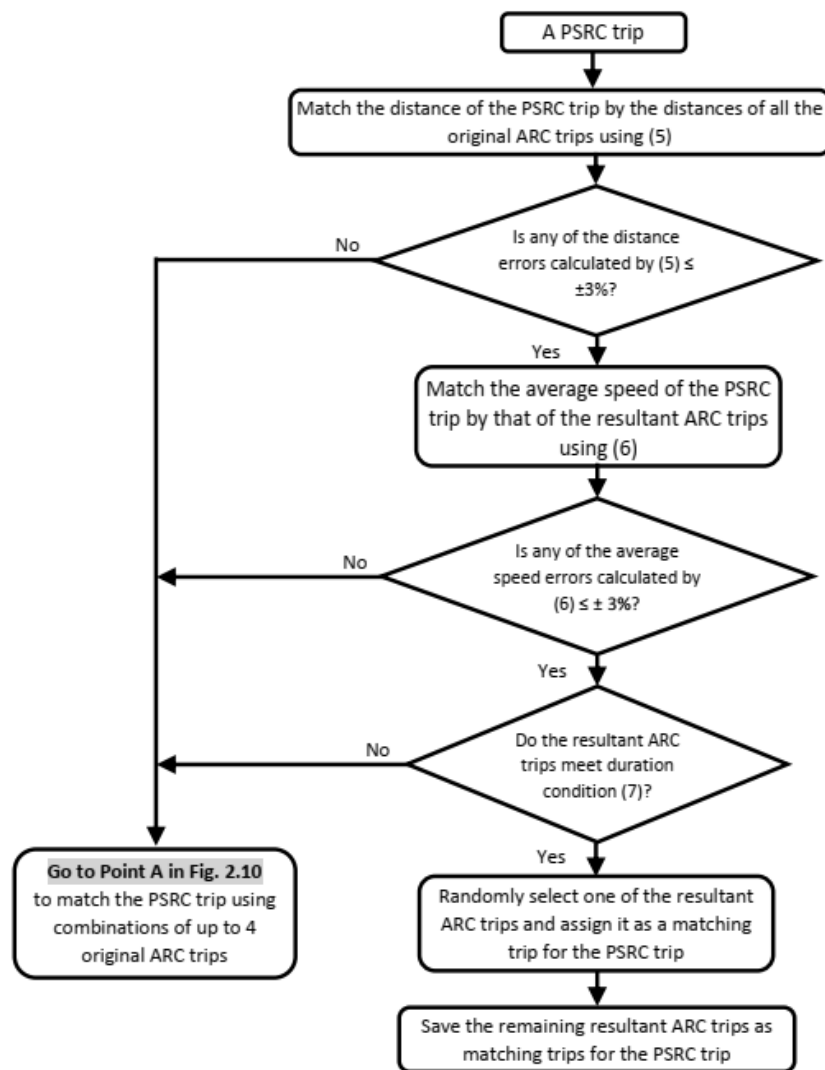 A PSRC trip
Match the distance of the PSRC trip by the distances of all the
original ARC trips using (5)
No
Is any of the distance
errors calculated by (5) ≤
±3%?
Yes
Match the average speed of the PSRC
trip by that of the resultant ARC trips
using (6)
No
Is any of the average
speed errors calculated by
(6) ≤ ± 3%?
Yes
No
Do the resultant ARC
trips meet duration
condition (7)?
Yes
Go to Point A in Fig. 2.10
to match the PSRC trip using
combinations of up to 4
original ARC trips
Randomly select one of the resultant
ARC trips and assign it as a matching
trip for the PSRC trip
Save the remaining resultant ARC trips as
matching trips for the PSRC trip